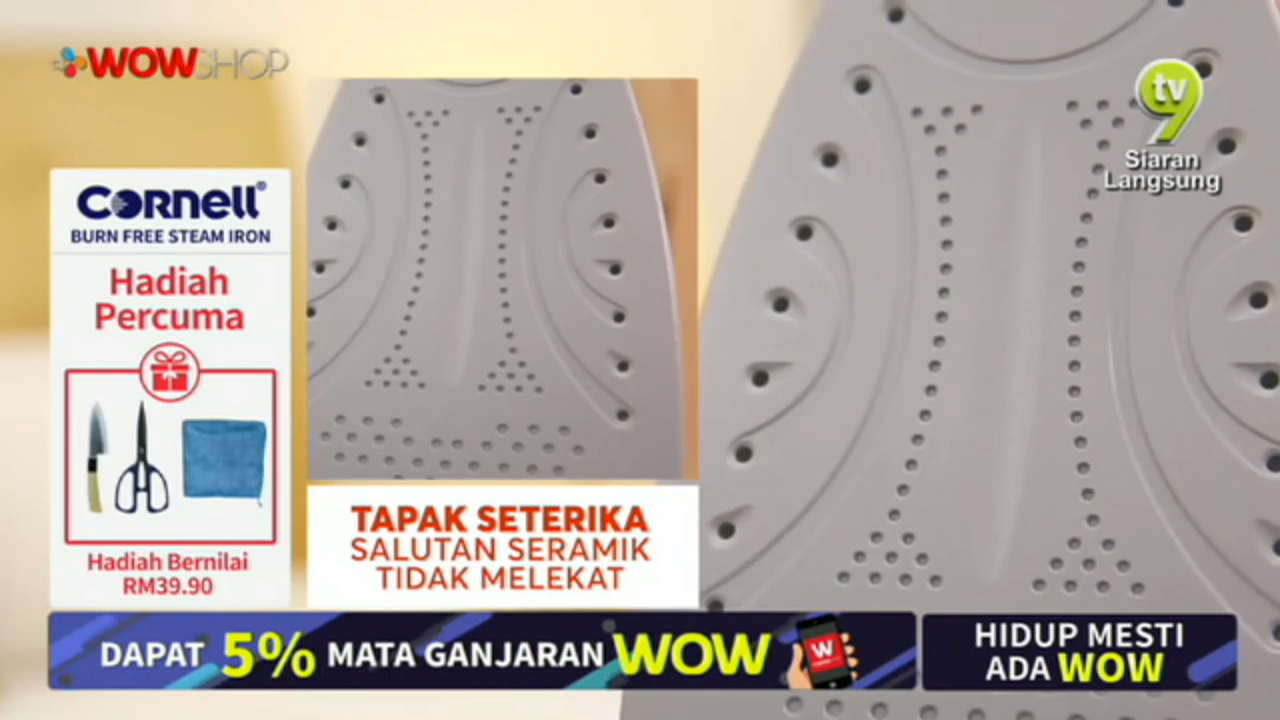 WOWSHOP
tv9
Siaran
Langsung
Cornell®
BURN FREE STEAM IRON
Hadiah
Percuma
Hadiah Bernilai
RM39.90
TAPAK SETERIKA
SALUTAN SERAMIK
TIDAK MELEKAT
DAPAT 5% MATA GANJARAN WOW
W
HIDUP MESTI
ADA WOW